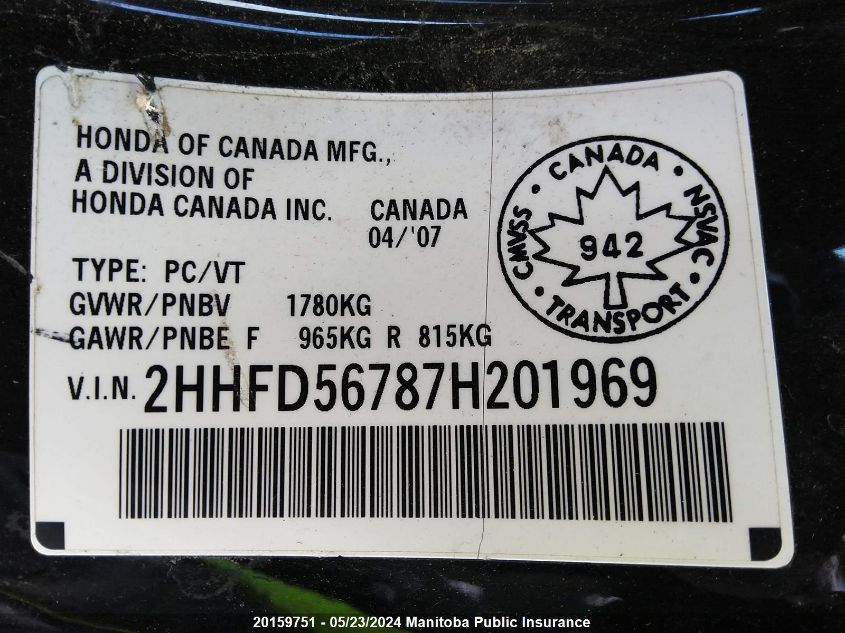 HONDA OF CANADA MFG.,
A DIVISION OF
HONDA CANADA INC. CANADA
04/'07
TYPE: PC/VT
GVWR/PNBV 1780KG
GAWR/PNBE F 965KG R 815KG
V.I.N. 2HHFD56787H201969
CMVSS • CANADA • NSVAC
942
• TRANSPORT •
20159751 - 05/23/2024 Manitoba Public Insurance